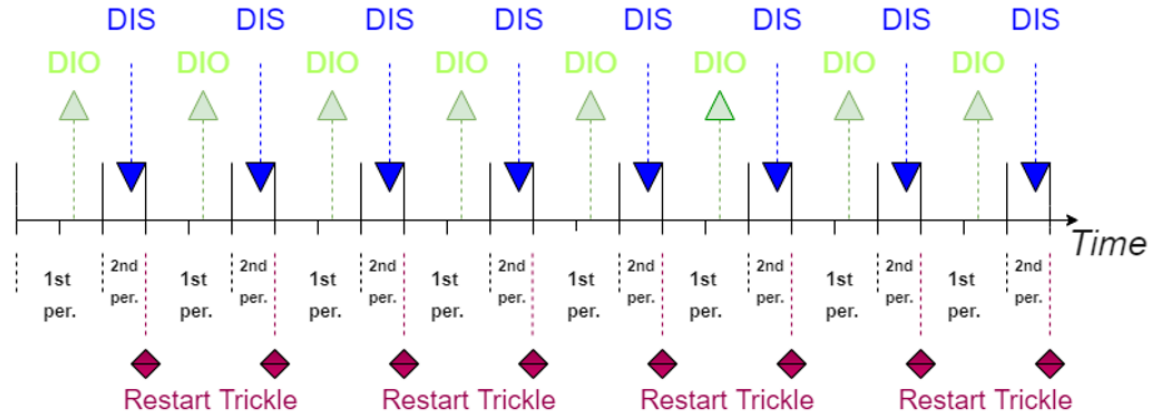 DIS DIS DIS DIS DIS DIS DIS DIS
DIO DIO DIO DIO DIO DIO DIO DIO
Time
1st 2nd 1st 2nd 1st 2nd 1st 2nd 1st 2nd 1st 2nd 1st 2nd 1st 2nd
per. per. per. per. per. per. per. per. per. per. per. per. per. per. per. per.
Restart Trickle Restart Trickle Restart Trickle Restart Trickle